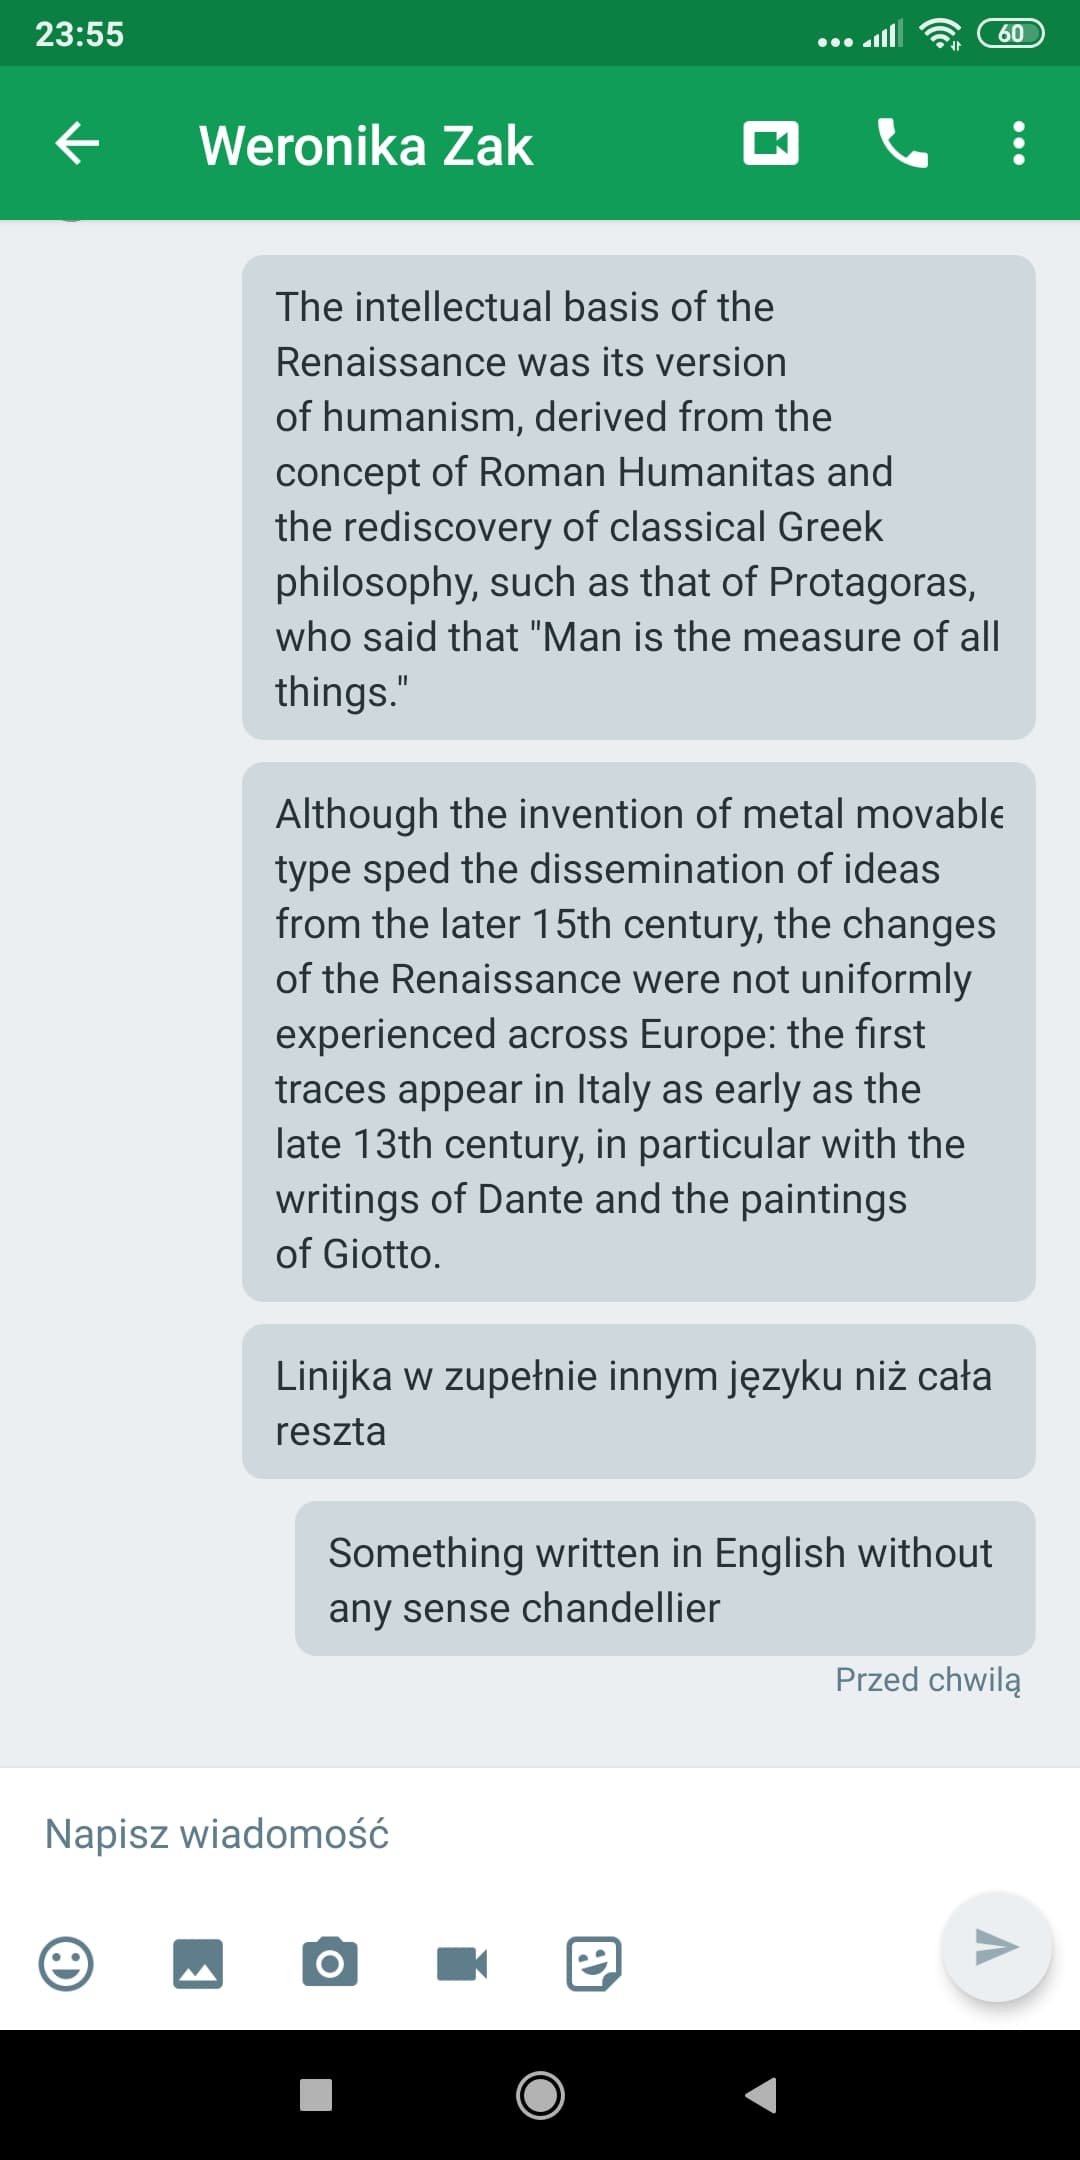 23:55
60
Weronika Zak
The intellectual basis of the
Renaissance was its version
of humanism, derived from the
concept of Roman Humanitas and
the rediscovery of classical Greek
philosophy, such as that of Protagoras,
who said that "Man is the measure of all
things."
Although the invention of metal movable
type sped the dissemination of ideas
from the later 15th century, the changes
of the Renaissance were not uniformly
experienced across Europe: the first
traces appear in Italy as early as the
late 13th century, in particular with the
writings of Dante and the paintings
of Giotto.
Linijka w zupełnie innym języku niż cała
reszta
Something written in English without
any sense chandellier
Przed chwilą
Napisz wiadomość